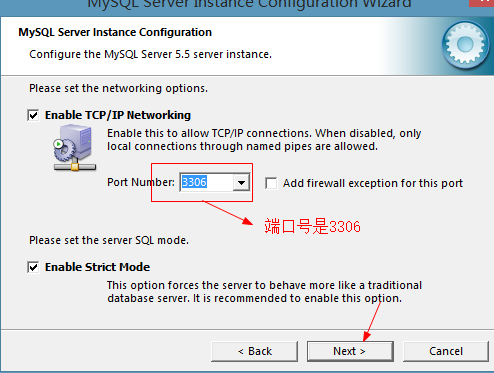 MySQL Server Instance Configuration Wizard
MySQL Server Instance Configuration
Configure the MySQL Server 5.5 server instance.
Please set the networking options.
Enable TCP/IP Networking
Enable this to allow TCP/IP connections. When disabled, only
local connections through named pipes are allowed.
Port Number: 3306 Add firewall exception for this port
端口号是3306
Please set the server SQL mode.
Enable Strict Mode
This option forces the server to behave more like a traditional
database server. It is recommended to enable this option.
< Back Next > Cancel